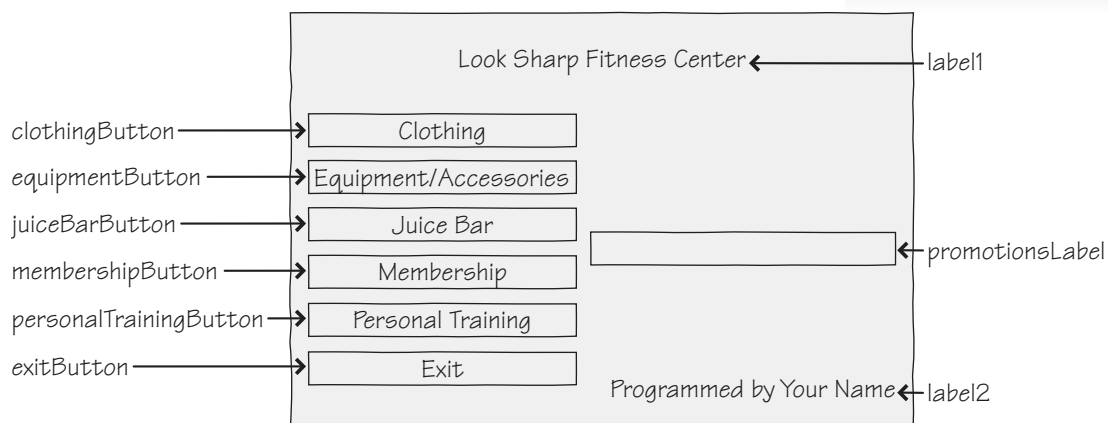 Look Sharp Fitness Center label1
clothingButton Clothing
equipmentButton Equipment/Accessories
juiceBarButton Juice Bar
promotionsLabel
membershipButton Membership
personalTrainingButton Personal Training
exitButton Exit
Programmed by Your Name label2